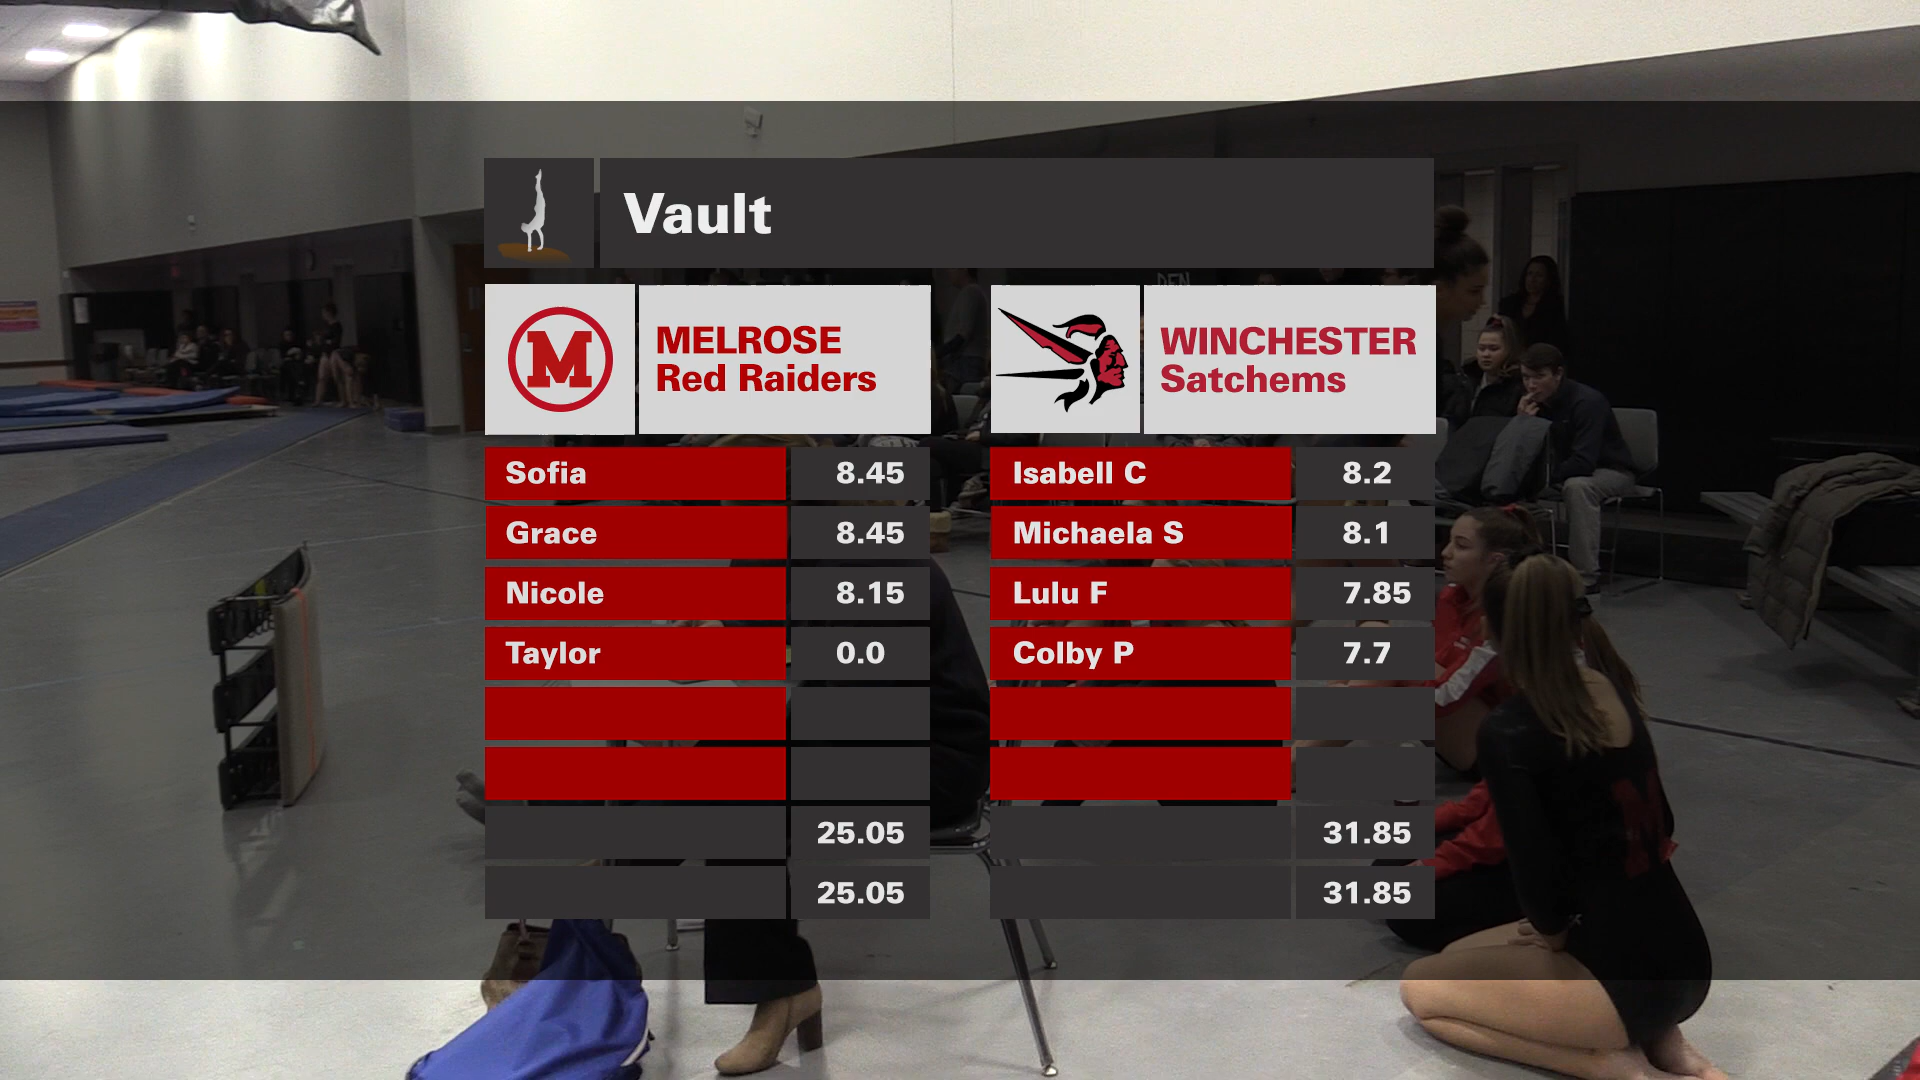 Vault
M
MELROSE
Red Raiders
Sofia 8.45
Grace 8.45
Nicole 8.15
Taylor 0.0
25.05
25.05
WINCHESTER
Satchems
Isabell C 8.2
Michaela S 8.1
Lulu F 7.85
Colby P 7.7
31.85
31.85
DEN
M